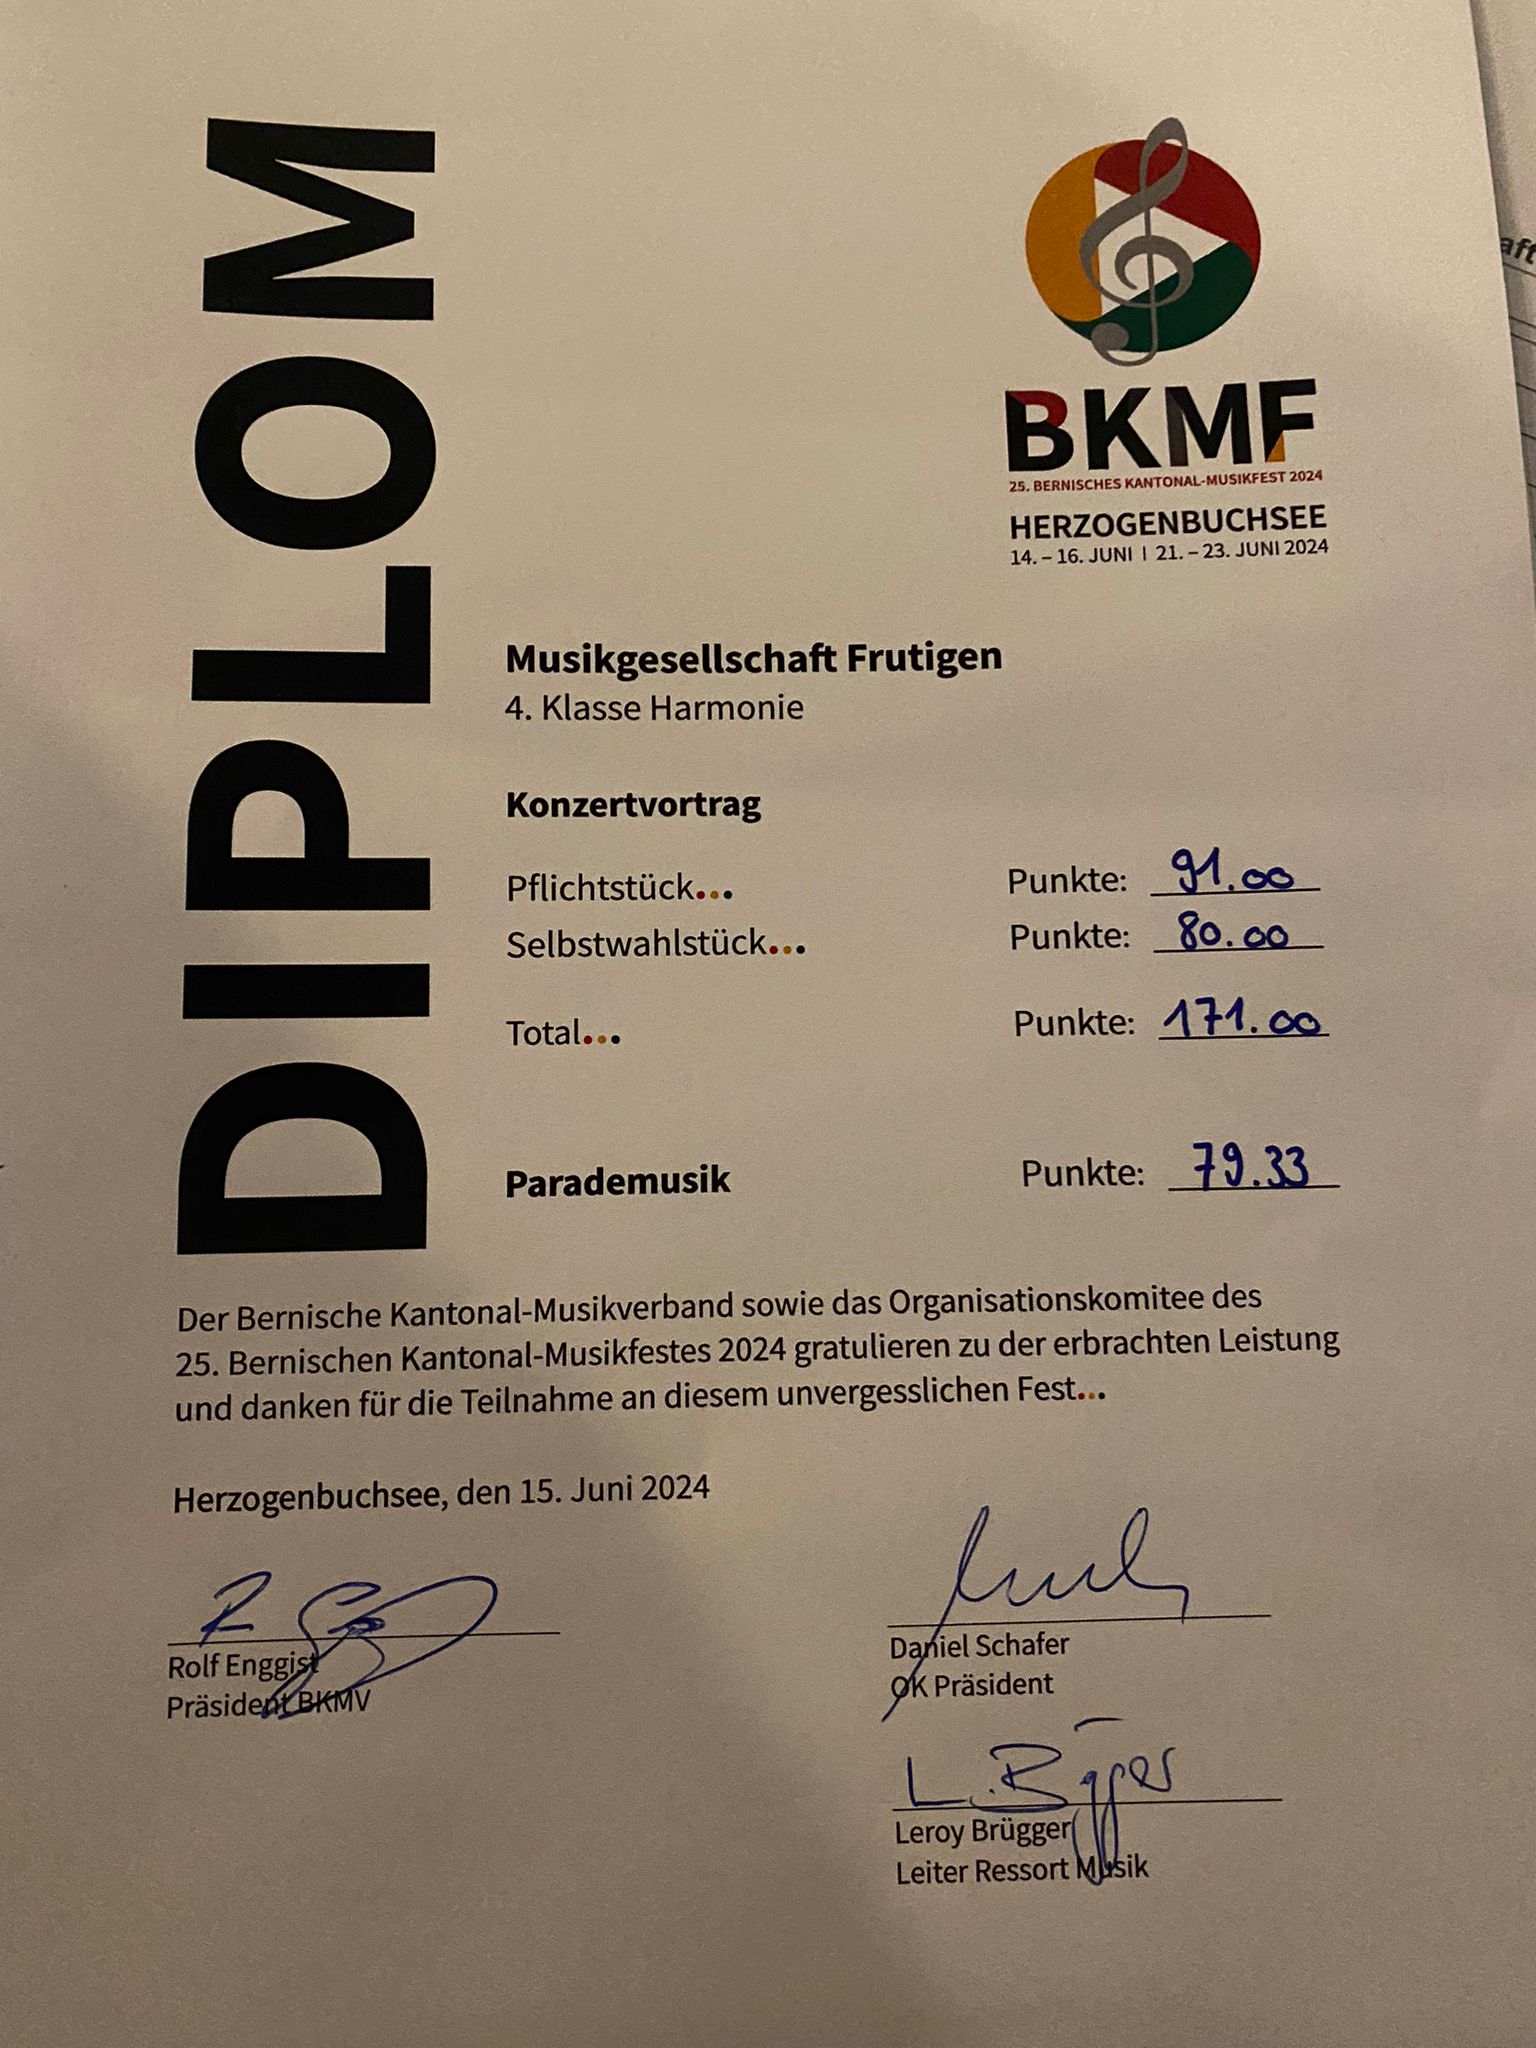 DIPLOM
BKMF
25. BERNISCHES KANTONAL-MUSIKFEST 2024
HERZOGENBUCHSEE
14. – 16. JUNI | 21. – 23. JUNI 2024
Musikgesellschaft Frutigen
4. Klasse Harmonie
Konzertvortrag
Pflichtstück... Punkte: 91.00
Selbstwahlstück... Punkte: 80.00
Total... Punkte: 171.00
Parademusik Punkte: 79.33
Der Bernische Kantonal-Musikverband sowie das Organisationskomitee des
25. Bernischen Kantonal-Musikfestes 2024 gratulieren zu der erbrachten Leistung
und danken für die Teilnahme an diesem unvergesslichen Fest...
Herzogenbuchsee, den 15. Juni 2024
Rolf Enggist
Präsident BKMV
Daniel Schafer
OK Präsident
L. Brügger
Leroy Brügger
Leiter Ressort Musik
aft